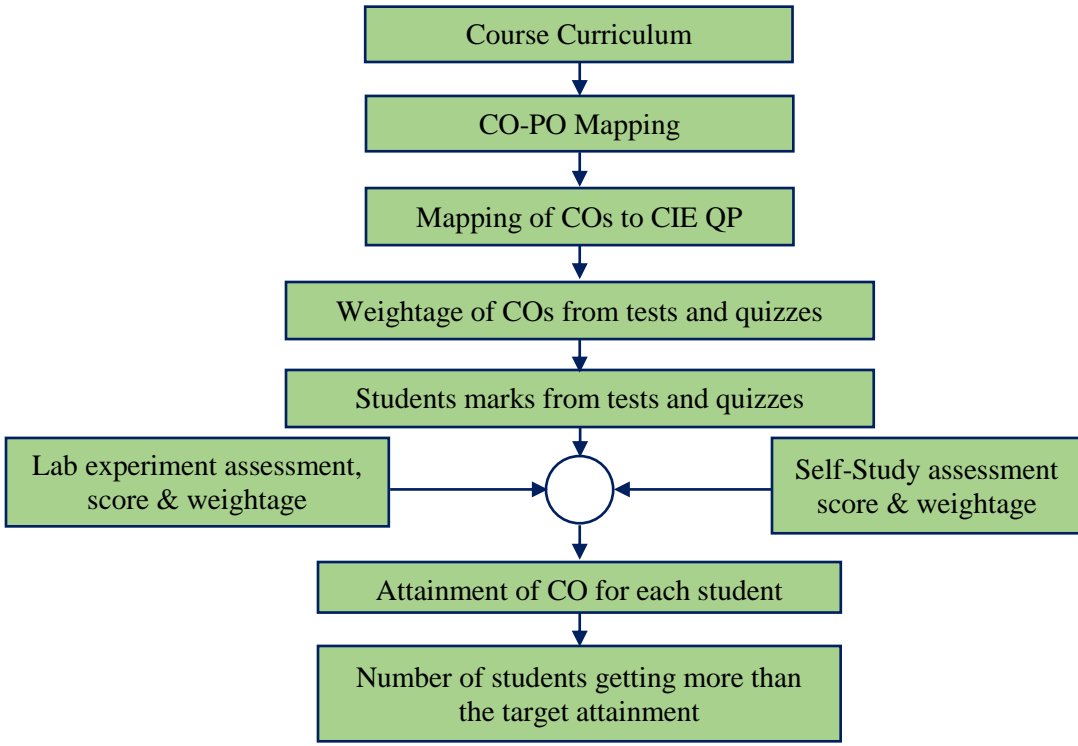 Course Curriculum
CO-PO Mapping
Mapping of COs to CIE QP
Weightage of COs from tests and quizzes
Students marks from tests and quizzes
Lab experiment assessment,
score & weightage
Self-Study assessment
score & weightage
Attainment of CO for each student
Number of students getting more than
the target attainment